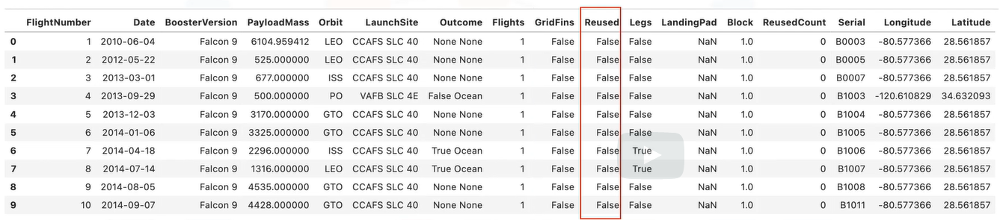 FlightNumber Date BoosterVersion PayloadMass Orbit LaunchSite Outcome Flights GridFins Reused Legs LandingPad Block ReusedCount Serial Longitude Latitude
0 1 2010-06-04 Falcon 9 6104.959412 LEO CCAFS SLC 40 None None 1 False False False NaN 1.0 0 B0003 -80.577366 28.561857
1 2 2012-05-22 Falcon 9 525.000000 LEO CCAFS SLC 40 None None 1 False False False NaN 1.0 0 B0005 -80.577366 28.561857
2 3 2013-03-01 Falcon 9 677.000000 ISS CCAFS SLC 40 None None 1 False False False NaN 1.0 0 B0007 -80.577366 28.561857
3 4 2013-09-29 Falcon 9 500.000000 PO VAFB SLC 4E False Ocean 1 False False False NaN 1.0 0 B1003 -120.610829 34.632093
4 5 2013-12-03 Falcon 9 3170.000000 GTO CCAFS SLC 40 None None 1 False False False NaN 1.0 0 B1004 -80.577366 28.561857
5 6 2014-01-06 Falcon 9 3325.000000 GTO CCAFS SLC 40 None None 1 False False False NaN 1.0 0 B1005 -80.577366 28.561857
6 7 2014-04-18 Falcon 9 2296.000000 ISS CCAFS SLC 40 True Ocean 1 False False True NaN 1.0 0 B1006 -80.577366 28.561857
7 8 2014-07-14 Falcon 9 1316.000000 LEO CCAFS SLC 40 True Ocean 1 False False True NaN 1.0 0 B1007 -80.577366 28.561857
8 9 2014-08-05 Falcon 9 4535.000000 GTO CCAFS SLC 40 None None 1 False False False NaN 1.0 0 B1008 -80.577366 28.561857
9 10 2014-09-07 Falcon 9 4428.000000 GTO CCAFS SLC 40 None None 1 False False False NaN 1.0 0 B1011 -80.577366 28.561857